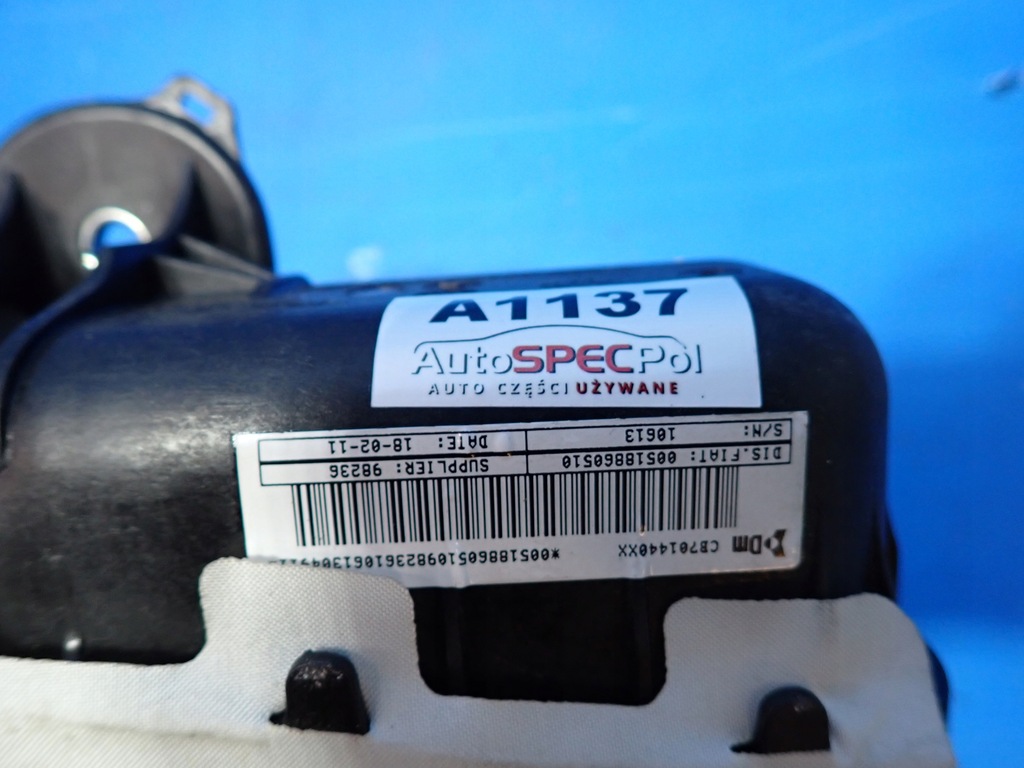 A1137
AutoSPECPol
AUTO CZĘŚCI UŻYWANE
Dm
CB701440XX
DIS.FIAT: 00518860510
SUPPLIER: 98236
S/N: 10613
DATE: 18-02-11